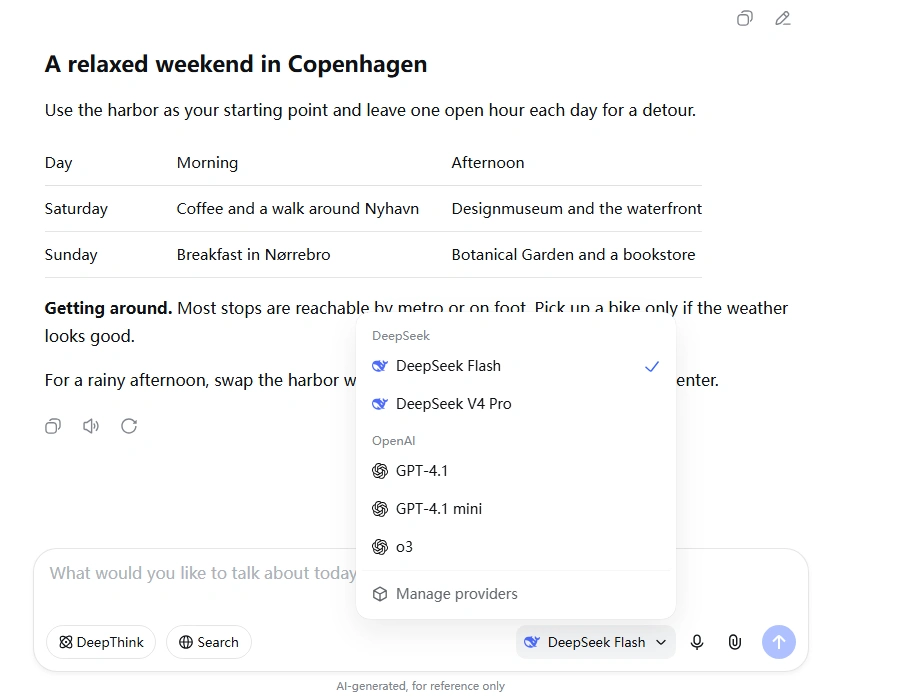 A relaxed weekend in Copenhagen
Use the harbor as your starting point and leave one open hour each day for a detour.
Day Morning Afternoon
Saturday Coffee and a walk around Nyhavn Designmuseum and the waterfront
Sunday Breakfast in Nørrebro Botanical Garden and a bookstore
Getting around. Most stops are reachable by metro or on foot. Pick up a bike only if the weather
looks good.
For a rainy afternoon, swap the harbor
DeepSeek
DeepSeek Flash
DeepSeek V4 Pro
OpenAI
GPT-4.1
GPT-4.1 mini
o3
Manage providers
What would you like to talk about today
DeepThink Search DeepSeek Flash
AI-generated, for reference only